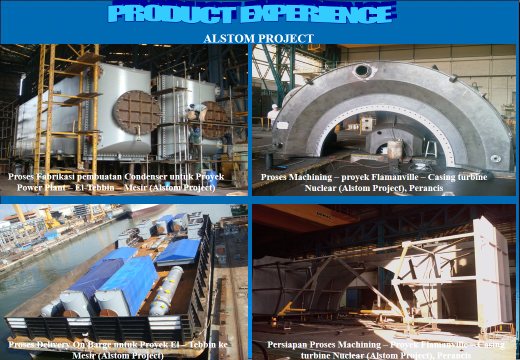 PRODUCT EXPERIENCE
ALSTOM PROJECT
Proses Fabrikasi pembuatan Condenser untuk Proyek
Power Plant – El-Tebbin – Mesir (Alstom Project)
Proses Machining – proyek Flamanville – Casing turbine
Nuclear (Alstom Project), Perancis
Proses Delivery On Barge untuk Proyek El – Tebbin ke
Mesir (Alstom Project)
Persiapan Proses Machining – Proyek Flamanville – Casing
turbine Nuclear (Alstom Project), Perancis